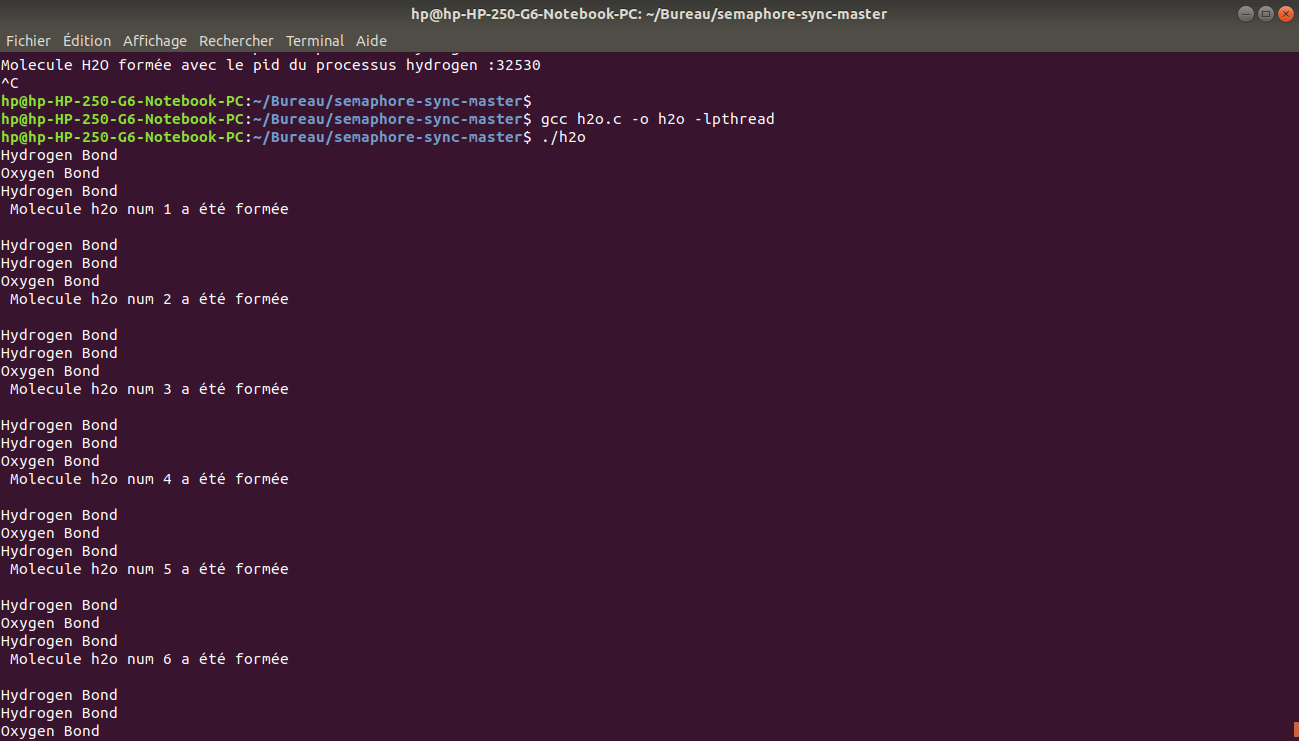 hp@hp-HP-250-G6-Notebook-PC: ~/Bureau/semaphore-sync-master
Fichier Édition Affichage Rechercher Terminal Aide
Molecule H2O formée avec le pid du processus hydrogen :32530
^C
hp@hp-HP-250-G6-Notebook-PC:~/Bureau/semaphore-sync-master$
hp@hp-HP-250-G6-Notebook-PC:~/Bureau/semaphore-sync-master$ gcc h2o.c -o h2o -lpthread
hp@hp-HP-250-G6-Notebook-PC:~/Bureau/semaphore-sync-master$ ./h2o
Hydrogen Bond
Oxygen Bond
Hydrogen Bond
 Molecule h2o num 1 a été formée
Hydrogen Bond
Hydrogen Bond
Oxygen Bond
 Molecule h2o num 2 a été formée
Hydrogen Bond
Hydrogen Bond
Oxygen Bond
 Molecule h2o num 3 a été formée
Hydrogen Bond
Hydrogen Bond
Oxygen Bond
 Molecule h2o num 4 a été formée
Hydrogen Bond
Oxygen Bond
Hydrogen Bond
 Molecule h2o num 5 a été formée
Hydrogen Bond
Oxygen Bond
Hydrogen Bond
 Molecule h2o num 6 a été formée
Hydrogen Bond
Hydrogen Bond
Oxygen Bond